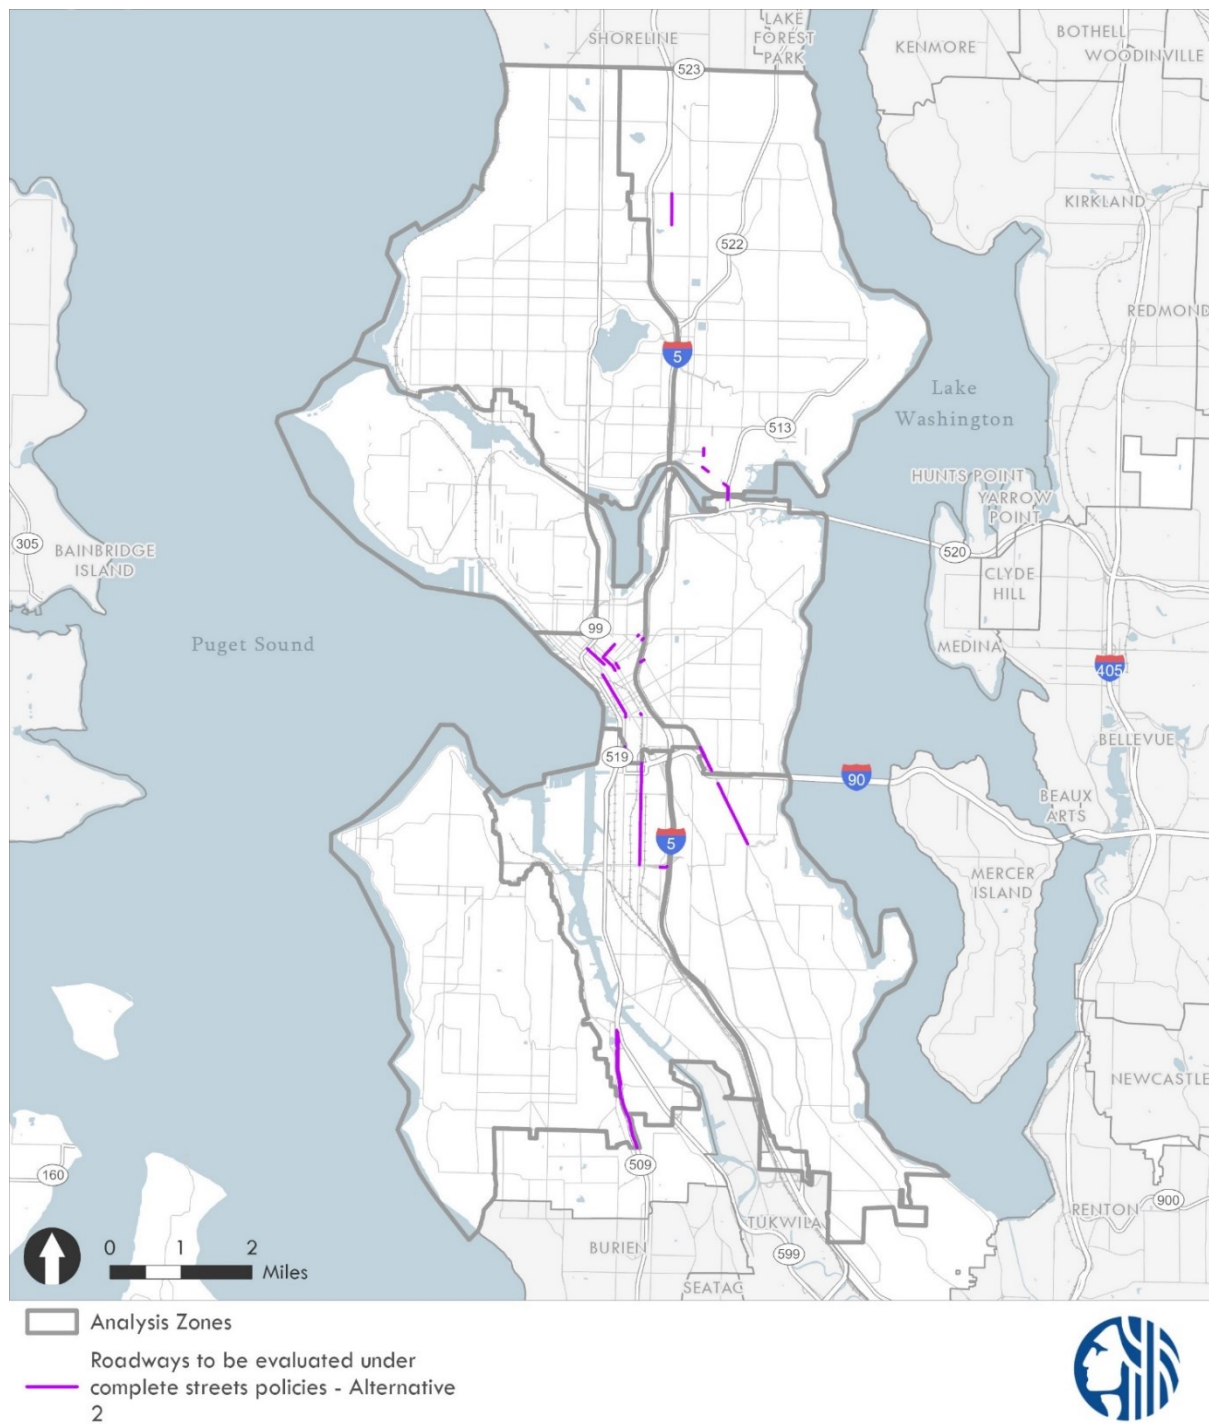 SHORELINE
LAKE
FOREST
PARK
KENMORE
BOTHELL
WOODINVILLE
523
KIRKLAND
522
REDMOND
5
Lake
Washington
513
HUNTS POINT
YARROW
POINT
305
BAINBRIDGE
ISLAND
520
CLYDE
HILL
99
Puget Sound
MEDINA
405
519
BELLEVUE
90
BEAUX
ARTS
5
MERCER
ISLAND
NEWCASTLE
160
509
900
RENTON
TUKWILA
BURIEN
599
SEATAC
0 1 2
Miles
Analysis Zones
Roadways to be evaluated under
complete streets policies - Alternative
2